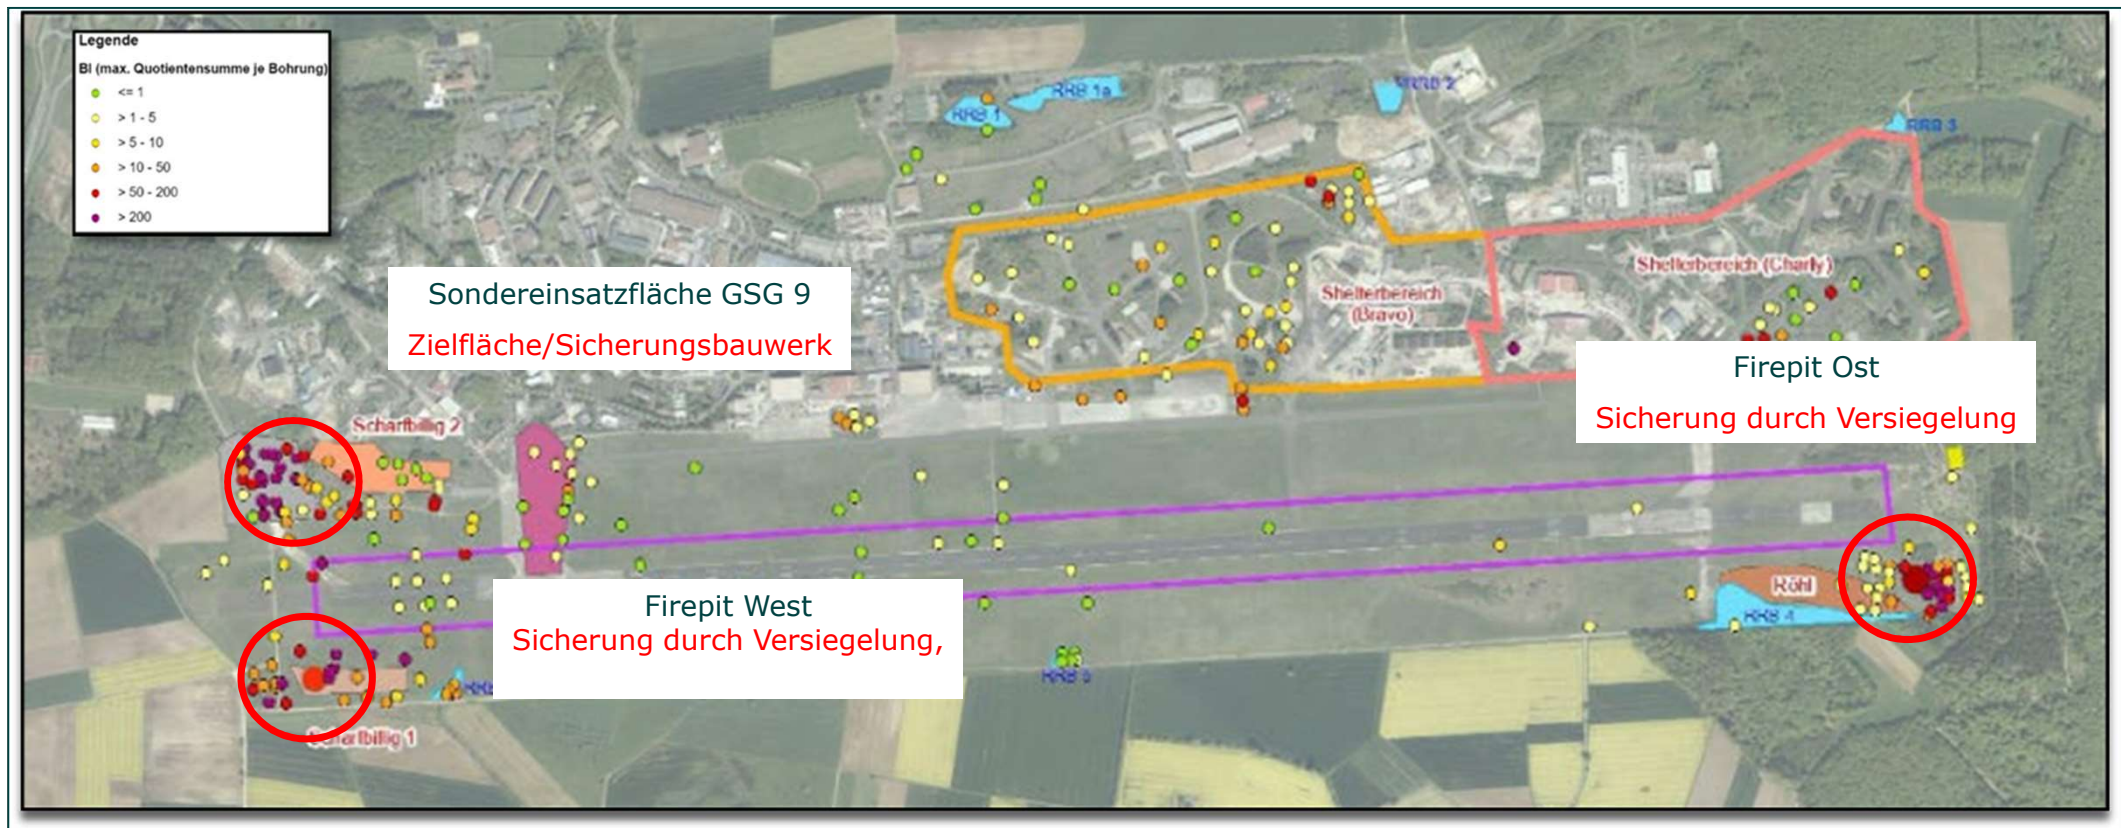 Legende
BI (max. Quotientensumme je Bohrung)
<= 1
> 1 - 5
> 5 - 10
> 10 - 50
> 50 - 200
> 200
RRB 1
RRB 1a
RRB 2
RRB 3
Sondereinsatzfläche GSG 9
Zielfläche/Sicherungsbauwerk
Shelterbereich
(Bravo)
Shelterbereich (Charly)
Firepit Ost
Sicherung durch Versiegelung
Scharfbillig 2
Firepit West
Sicherung durch Versiegelung,
Röhl
RRB 4
RRB
RRB 5
Scharfbillig 1